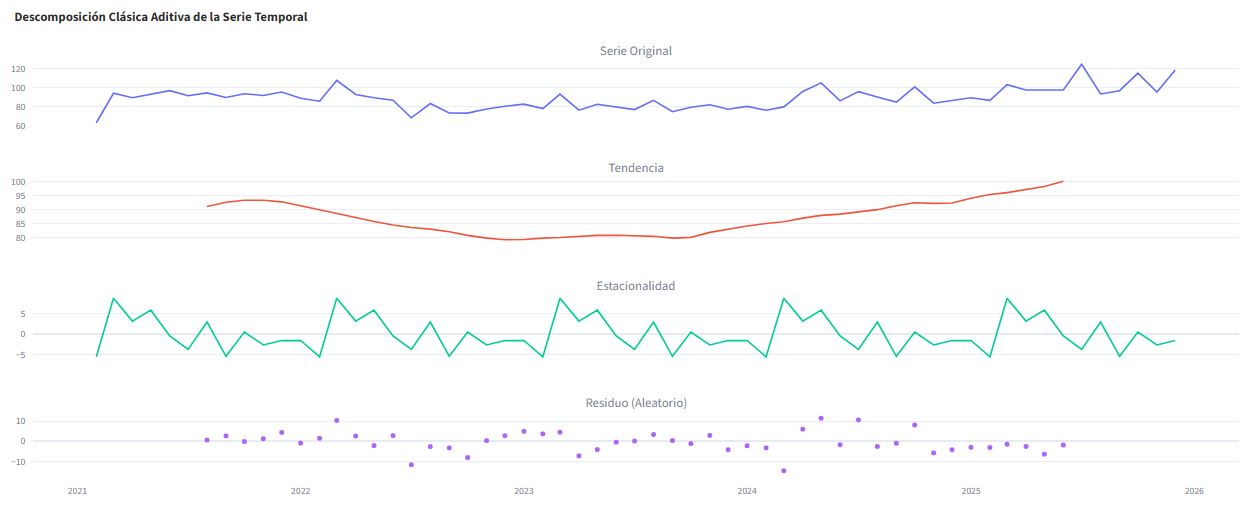 Descomposición Clásica Aditiva de la Serie Temporal
Serie Original
120
100
80
60
Tendencia
100
95
90
85
80
Estacionalidad
5
0
−5
Residuo (Aleatorio)
10
0
−10
2021 2022 2023 2024 2025 2026